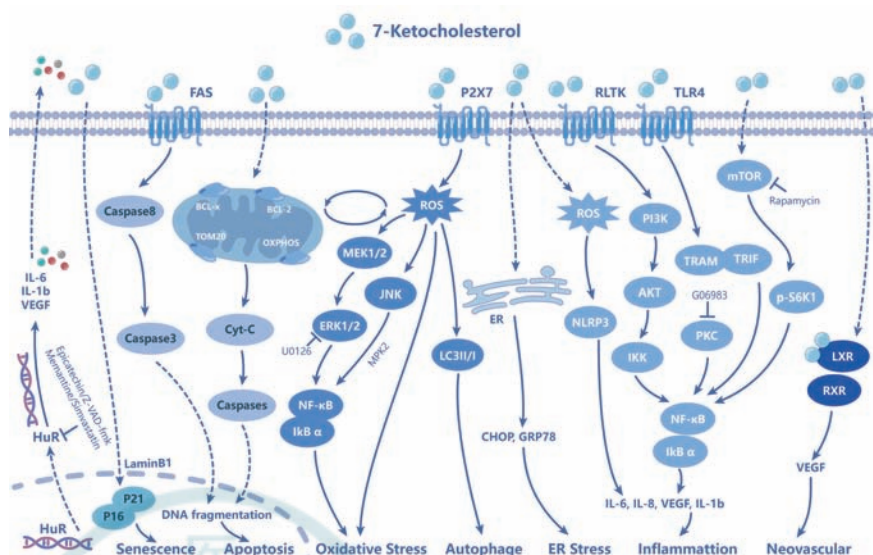 7-Ketocholesterol
FAS
P2X7
RLTK
TLR4
Caspase8
BCL-x
BCL-2
TOM20
OXPHOS
ROS
ROS
mTOR
Rapamycin
PI3K
MEK1/2
TRAM
TRIF
IL-6
IL-1b
VEGF
JNK
ER
AKT
G06983
p-S6K1
Caspase3
Cyt-C
ERK1/2
U0126
MPK2
NLRP3
PKC
LC3II/I
IKK
LXR
RXR
Epicatechin/Z-VAD-fmk
Memantine/Simvastatin
HuR
Caspases
NF-κB
IkB α
NF-κB
IkB α
CHOP, GRP78
VEGF
LaminB1
P21
P16
DNA fragmentation
IL-6, IL-8, VEGF, IL-1b
HuR
Senescence
Apoptosis
Oxidative Stress
Autophage
ER Stress
Inflammattion
Neovascular